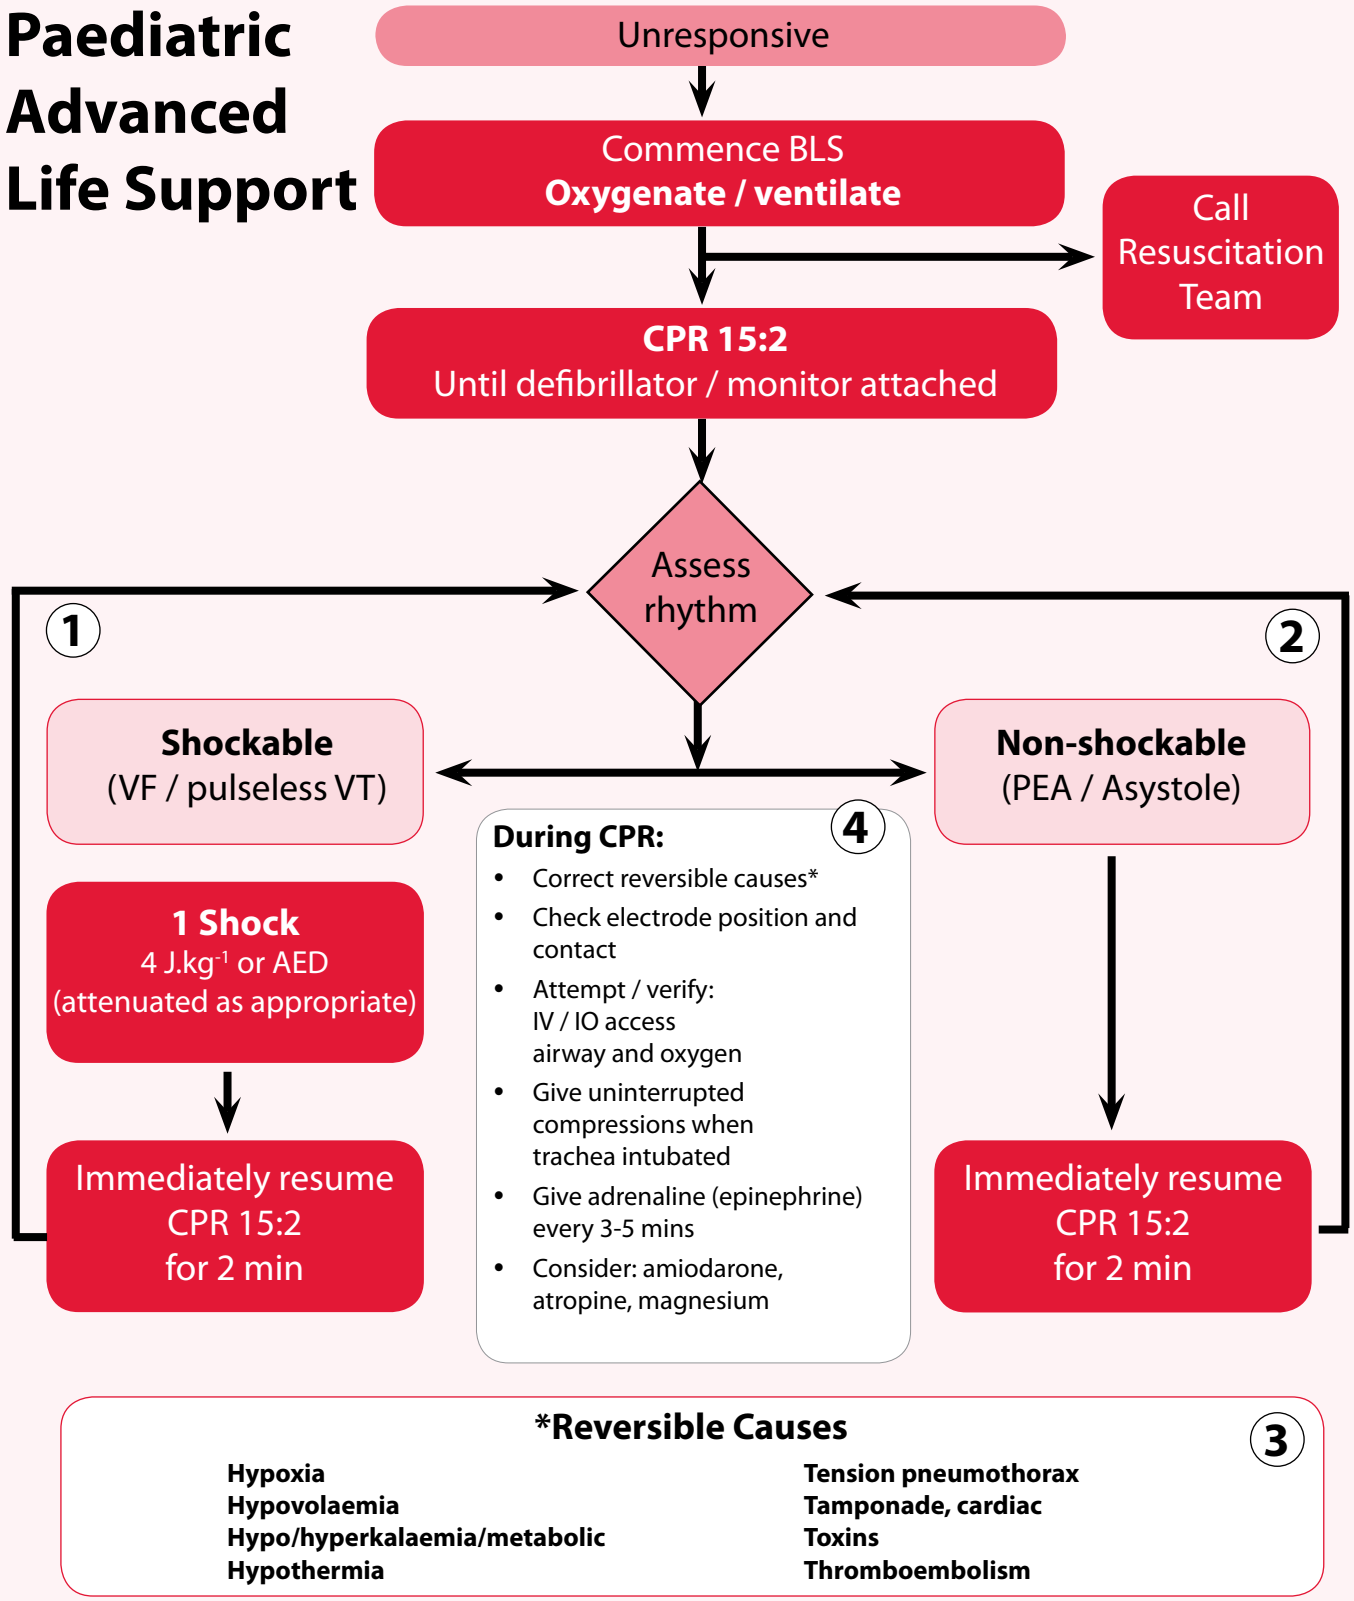 Paediatric
Advanced
Life Support
Unresponsive
Commence BLS
Oxygenate / ventilate
Call
Resuscitation
Team
CPR 15:2
Until defibrillator / monitor attached
Assess
rhythm
1
2
Shockable
(VF / pulseless VT)
Non-shockable
(PEA / Asystole)
1 Shock
4 J.kg⁻¹ or AED
(attenuated as appropriate)
Immediately resume
CPR 15:2
for 2 min
4
During CPR:
• Correct reversible causes*
• Check electrode position and
contact
• Attempt / verify:
IV / IO access
airway and oxygen
• Give uninterrupted
compressions when
trachea intubated
• Give adrenaline (epinephrine)
every 3-5 mins
• Consider: amiodarone,
atropine, magnesium
Immediately resume
CPR 15:2
for 2 min
*Reversible Causes
3
Hypoxia
Hypovolaemia
Hypo/hyperkalaemia/metabolic
Hypothermia
Tension pneumothorax
Tamponade, cardiac
Toxins
Thromboembolism